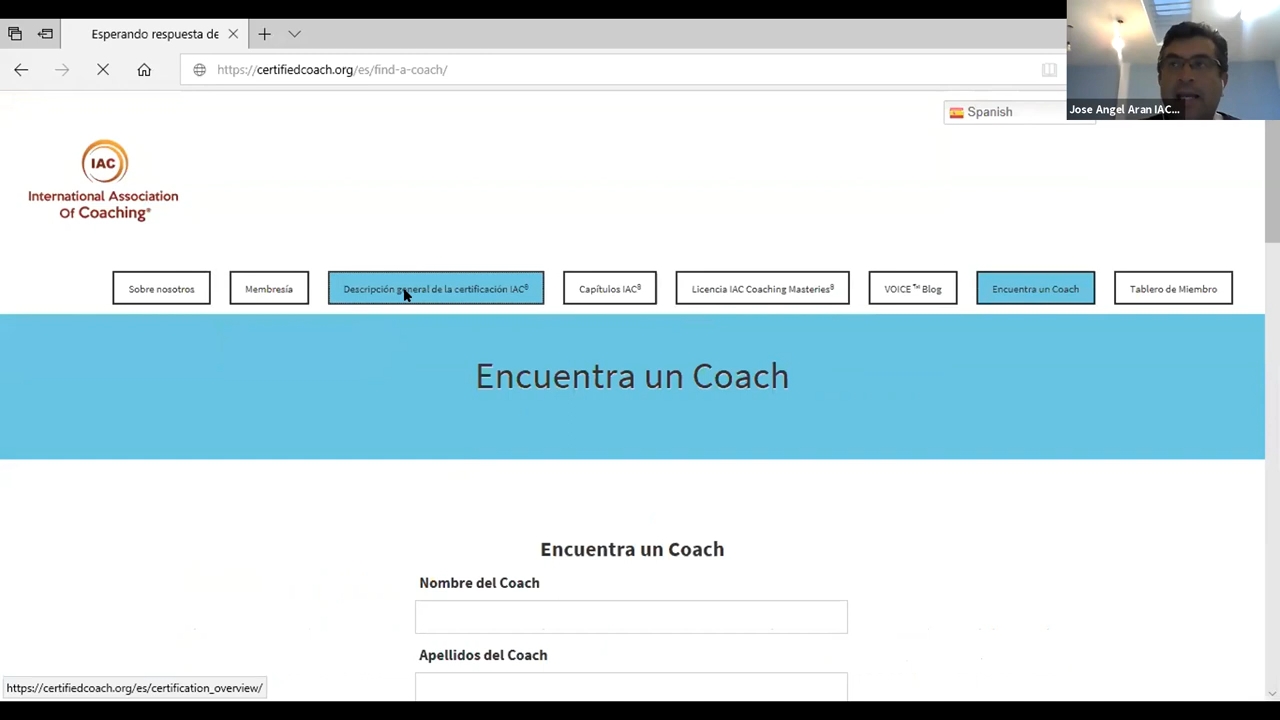 Esperando respuesta de
https://certifiedcoach.org/es/find-a-coach/
Jose Angel Aran IAC...
Spanish
IAC
International Association
Of Coaching®
Sobre nosotros
Membresía
Descripción general de la certificación IAC®
Capítulos IAC®
Licencia IAC Coaching Masteries®
VOICE™ Blog
Encuentra un Coach
Tablero de Miembro
Encuentra un Coach
Encuentra un Coach
Nombre del Coach
Apellidos del Coach
https://certifiedcoach.org/es/certification_overview/